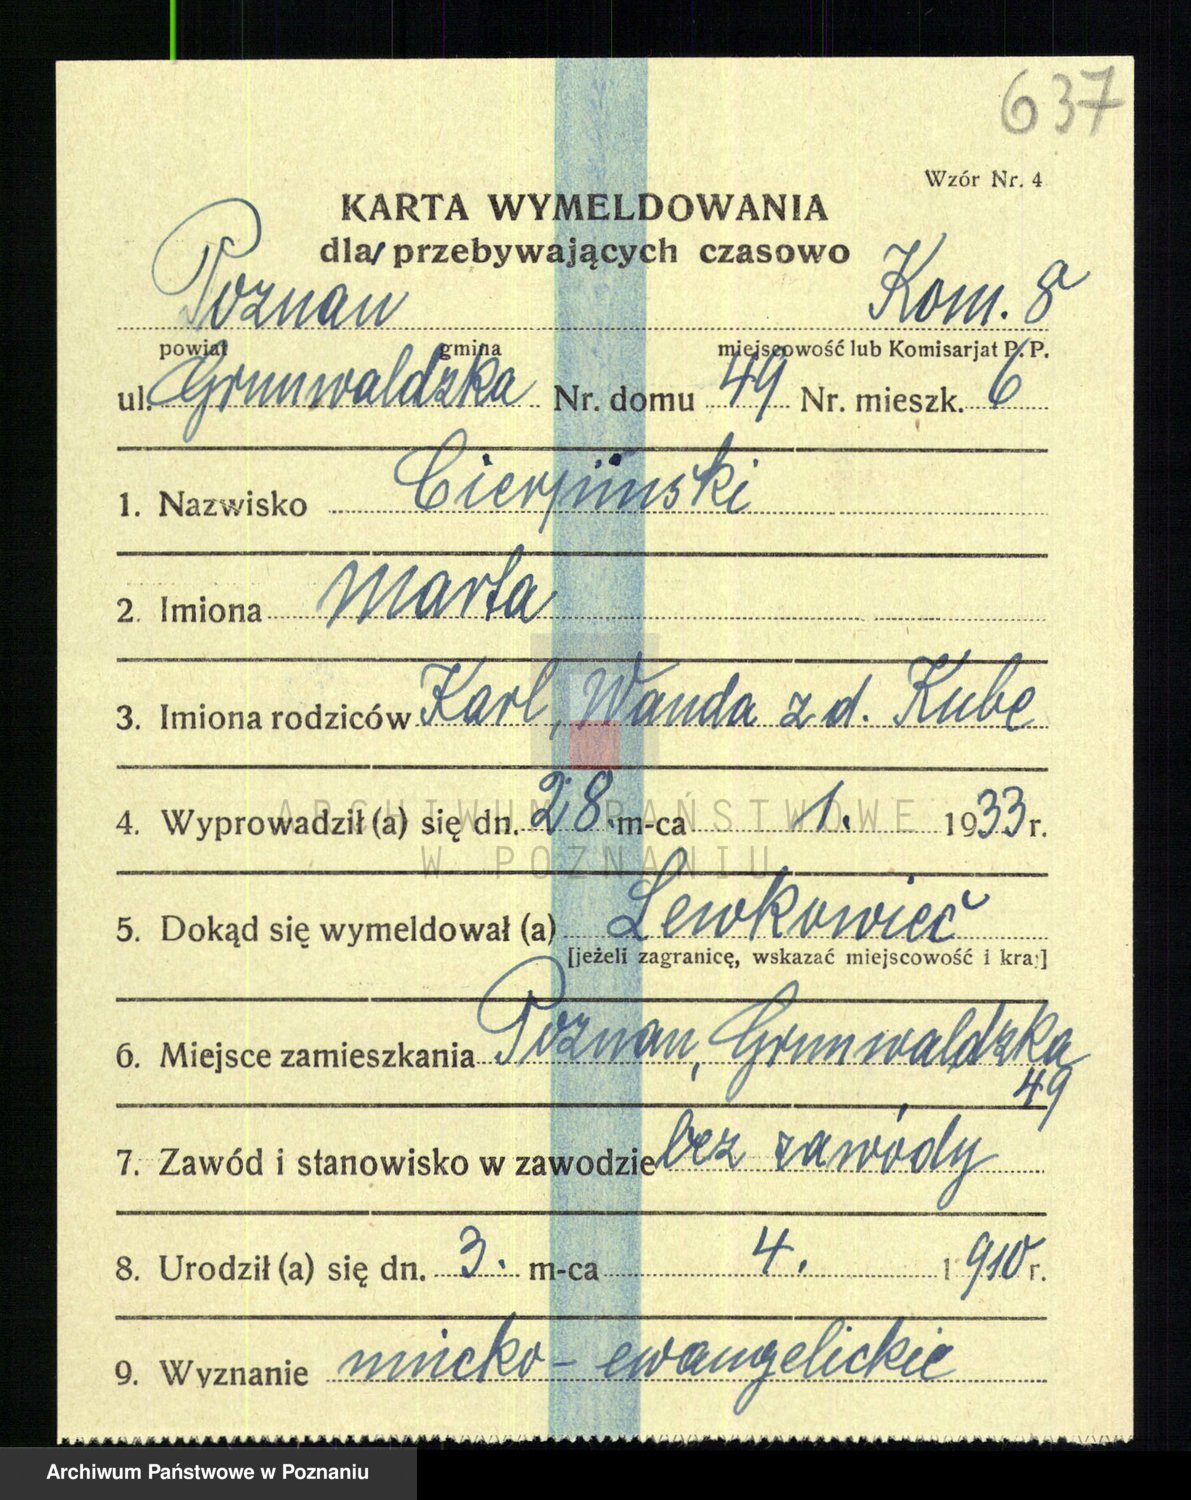 637
Wzór Nr. 4
KARTA WYMELDOWANIA
dla przebywających czasowo
Poznan Kom. 8
powiat gmina miejscowość lub Komisarjat P. P.
ul. Grunwaldzka Nr. domu 49 Nr. mieszk. 6
1. Nazwisko Cierpiński
2. Imiona Marta
3. Imiona rodziców Karl, Wanda z d. Kube
4. Wyprowadził (a) się dn. 28. m-ca 1. 1933 r.
ARCHIWUM PAŃSTWOWE
W POZNANIU
5. Dokąd się wymeldował (a) Lewkowiec
[jeżeli zagranicę, wskazać miejscowość i kraj]
6. Miejsce zamieszkania Poznan, Grunwaldzka
49
7. Zawód i stanowisko w zawodzie bez zawódy
8. Urodził (a) się dn. 3. m-ca 4. 1910 r.
9. Wyznanie ewangelickie
Archiwum Państwowe w Poznaniu